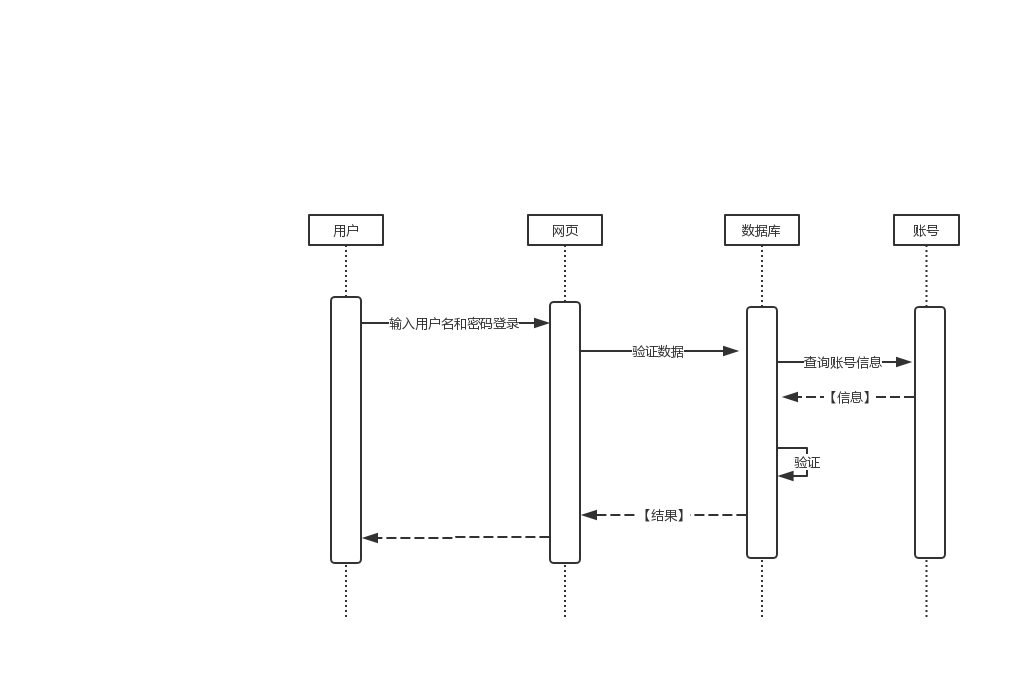 用户
网页
数据库
账号
输入用户名和密码登录
验证数据
查询账号信息
【信息】
验证
【结果】